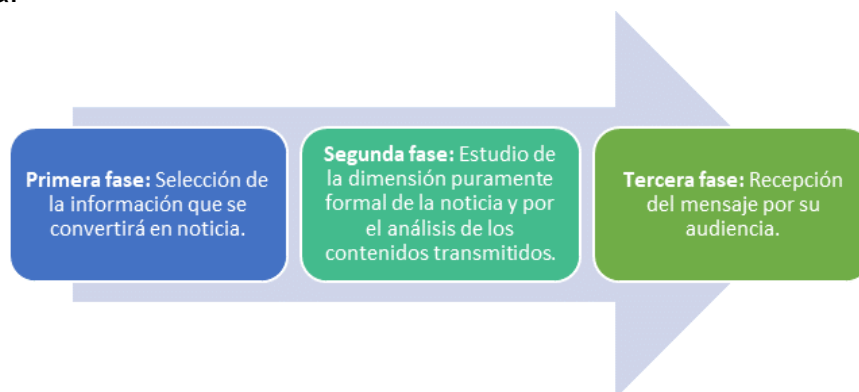 Primera fase: Selección de
la información que se
convertirá en noticia.
Segunda fase: Estudio de
la dimensión puramente
formal de la noticia y por
el análisis de los
contenidos transmitidos.
Tercera fase: Recepción
del mensaje por su
audiencia.